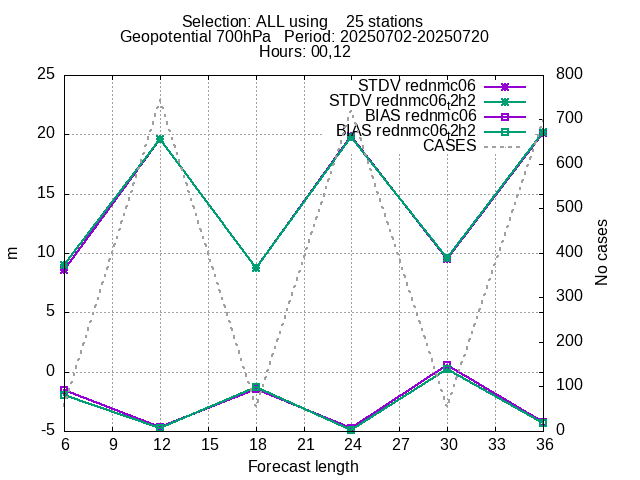 Selection: ALL using    25 stations
Geopotential 700hPa   Period: 20250702-20250720
Hours: 00,12
25
20
15
10
5
0
-5
m
STDV rednmc06
STDV rednmc06,2h2
BIAS rednmc06
BIAS rednmc06,2h2
CASES
800
700
600
500
400
300
200
100
0
No cases
6 9 12 15 18 21 24 27 30 33 36
Forecast length